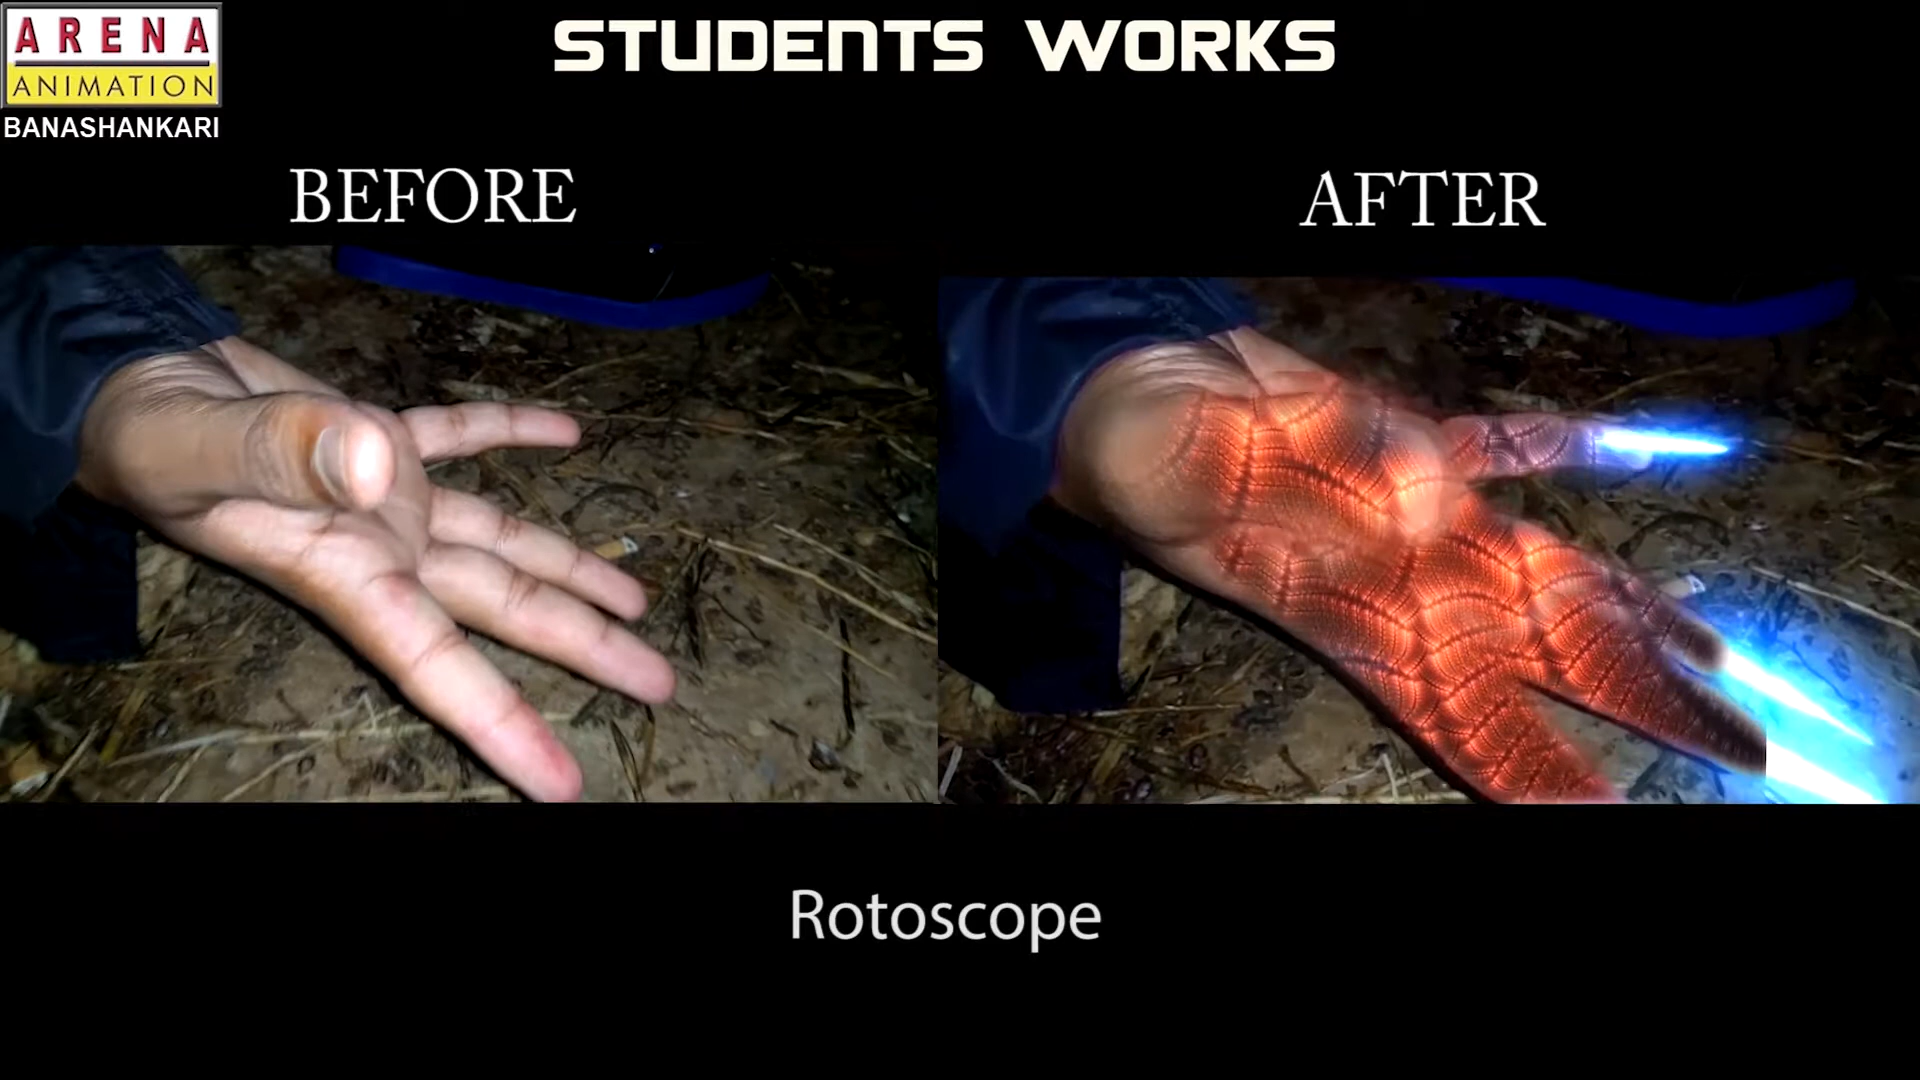 ARENA
ANIMATION
BANASHANKARI
STUDENTS WORKS
BEFORE
AFTER
Rotoscope